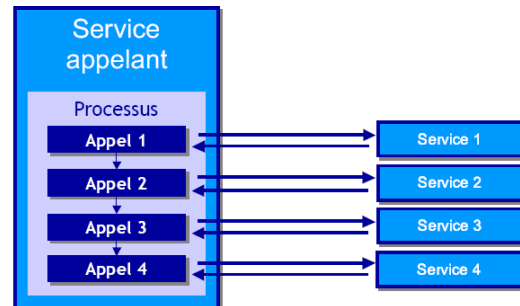 Service
appelant
Processus
Appel 1
Service 1
Appel 2
Service 2
Appel 3
Service 3
Appel 4
Service 4